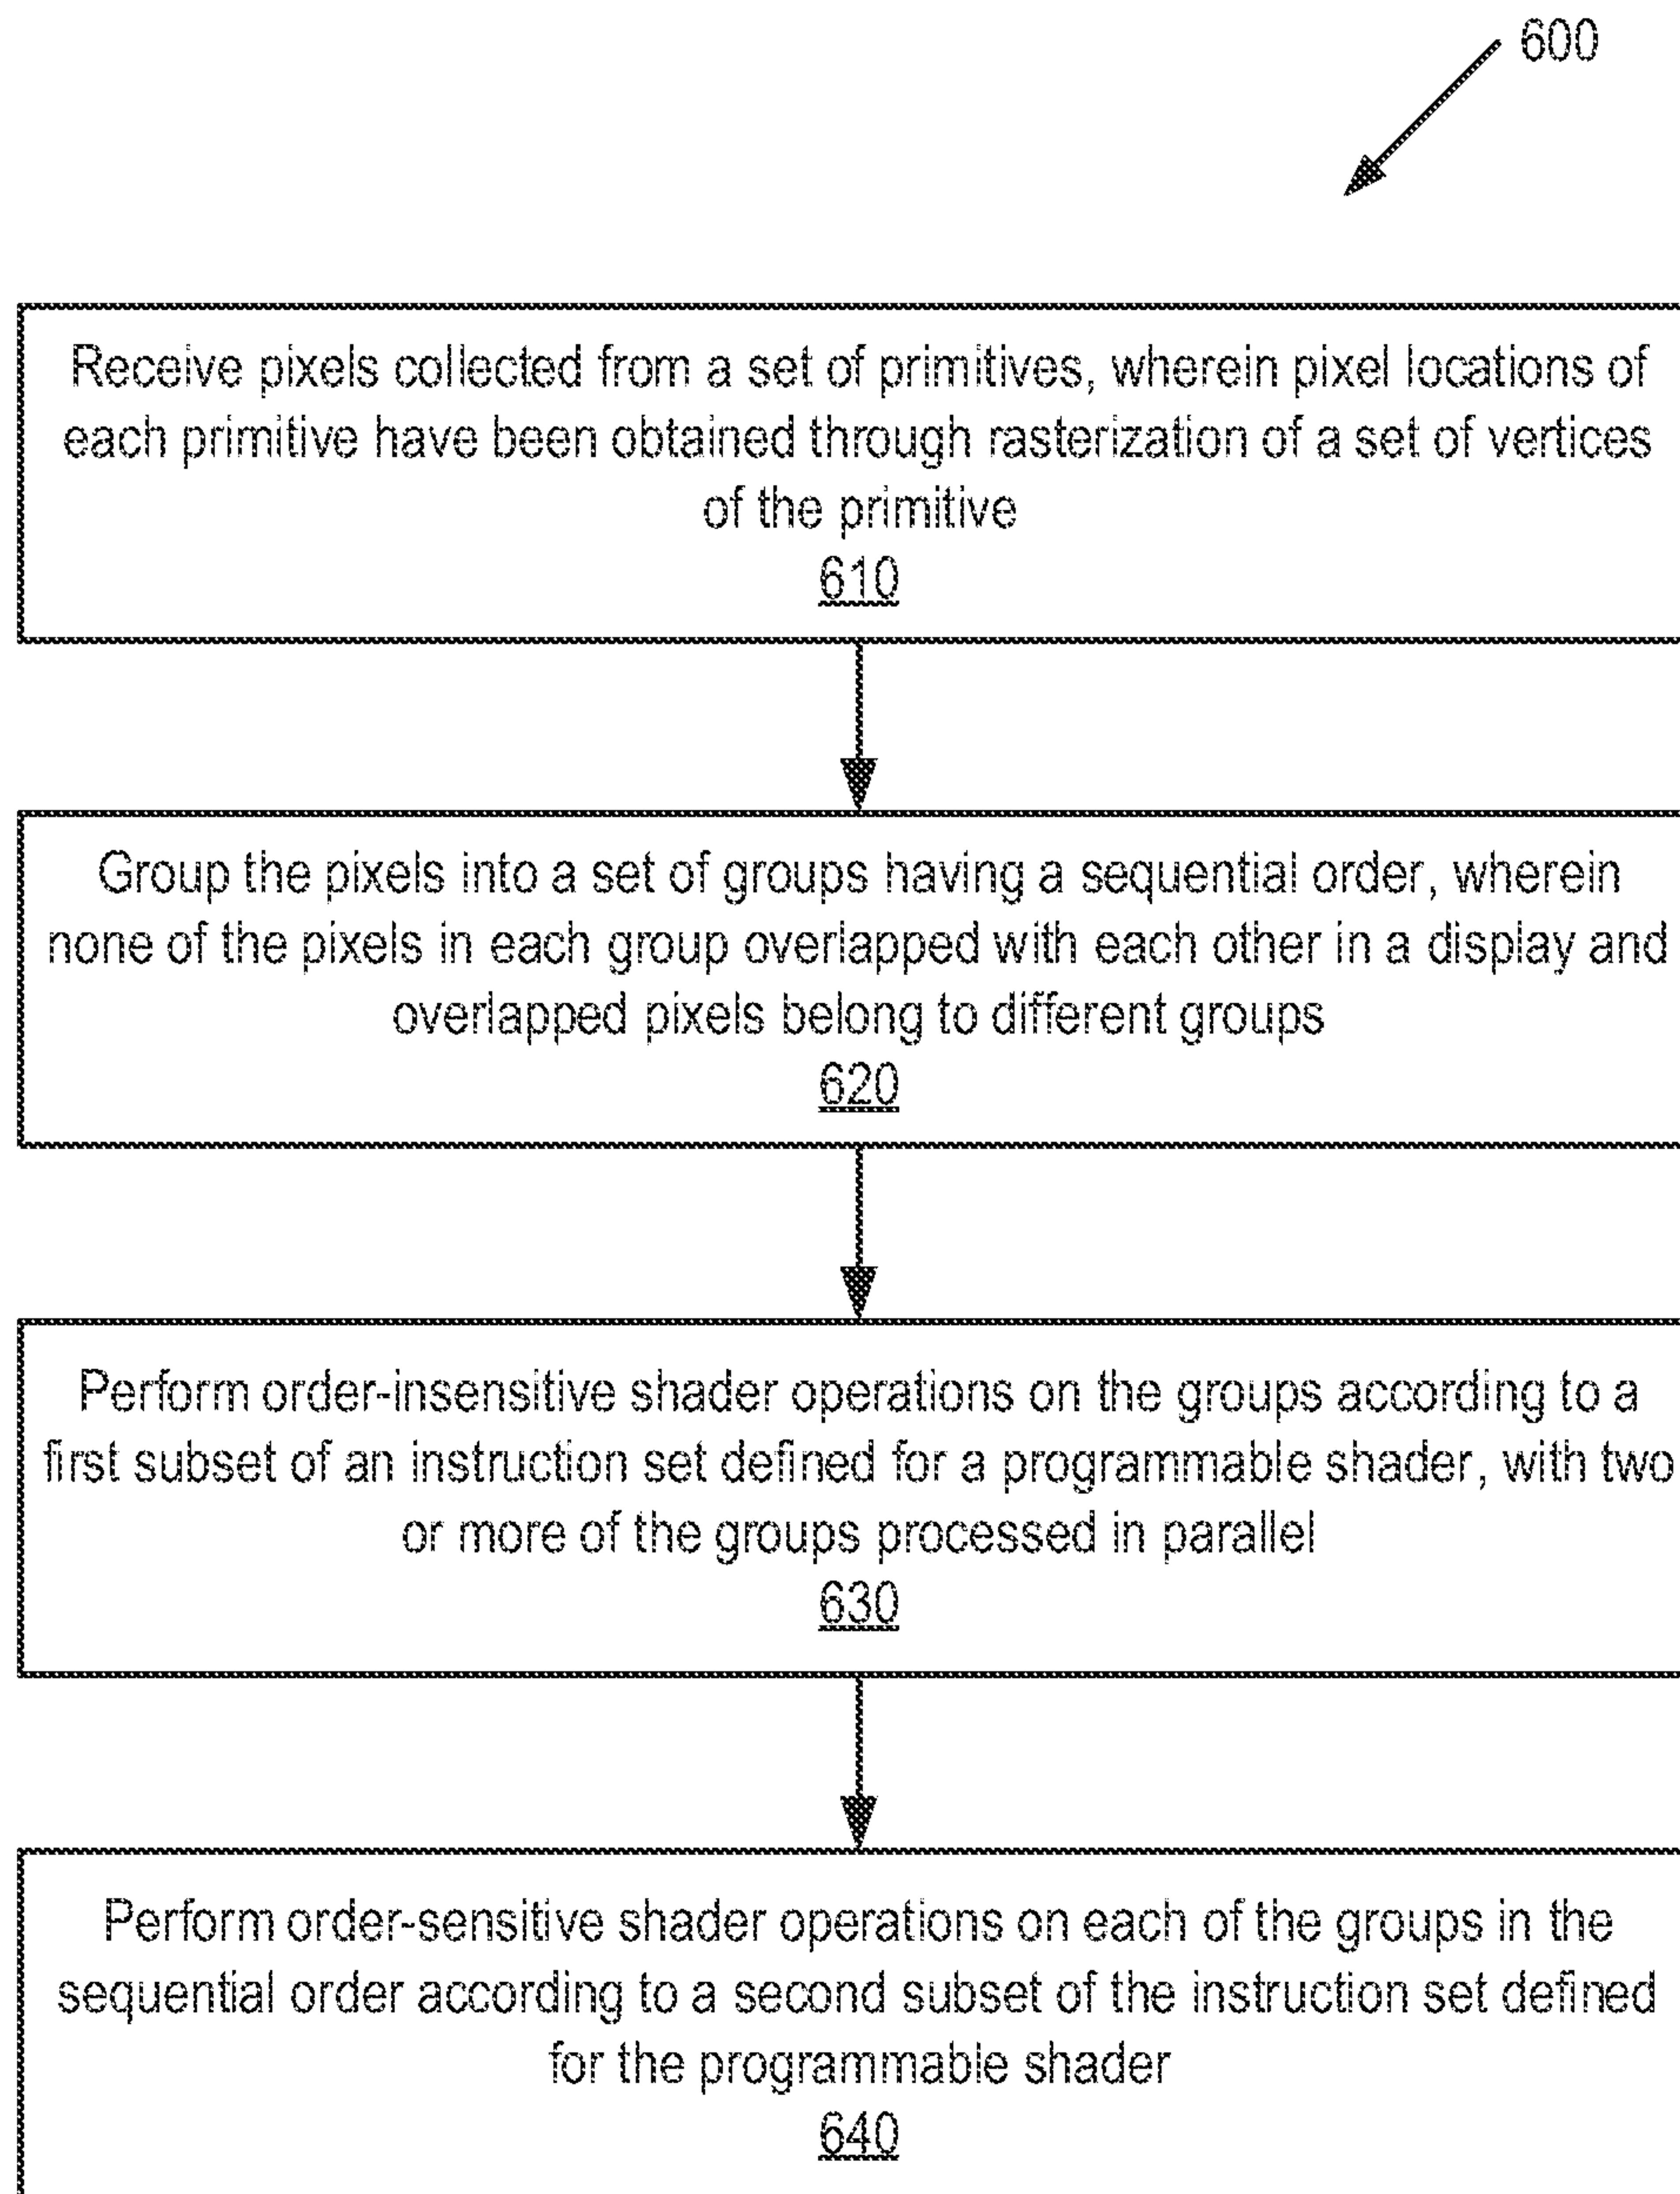 600
Receive pixels collected from a set of primitives, wherein pixel locations of
each primitive have been obtained through rasterization of a set of vertices
of the primitive
610
Group the pixels into a set of groups having a sequential order, wherein
none of the pixels in each group overlapped with each other in a display and
overlapped pixels belong to different groups
620
Perform order-insensitive shader operations on the groups according to a
first subset of an instruction set defined for a programmable shader, with two
or more of the groups processed in parallel
630
Perform order-sensitive shader operations on each of the groups in the
sequential order according to a second subset of the instruction set defined
for the programmable shader
640